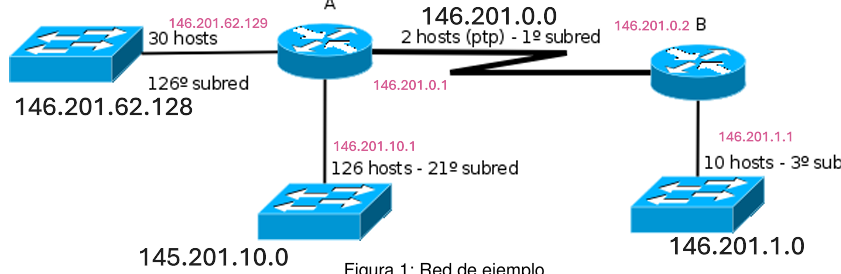 A
146.201.0.0
146.201.62.129
30 hosts
2 hosts (ptp) - 1º subred
146.201.0.2
B
126º subred
146.201.0.1
146.201.62.128
146.201.10.1
146.201.1.1
126 hosts - 21º subred
10 hosts - 3º sub
145.201.10.0
146.201.1.0
Figura 1: Red de ejemplo